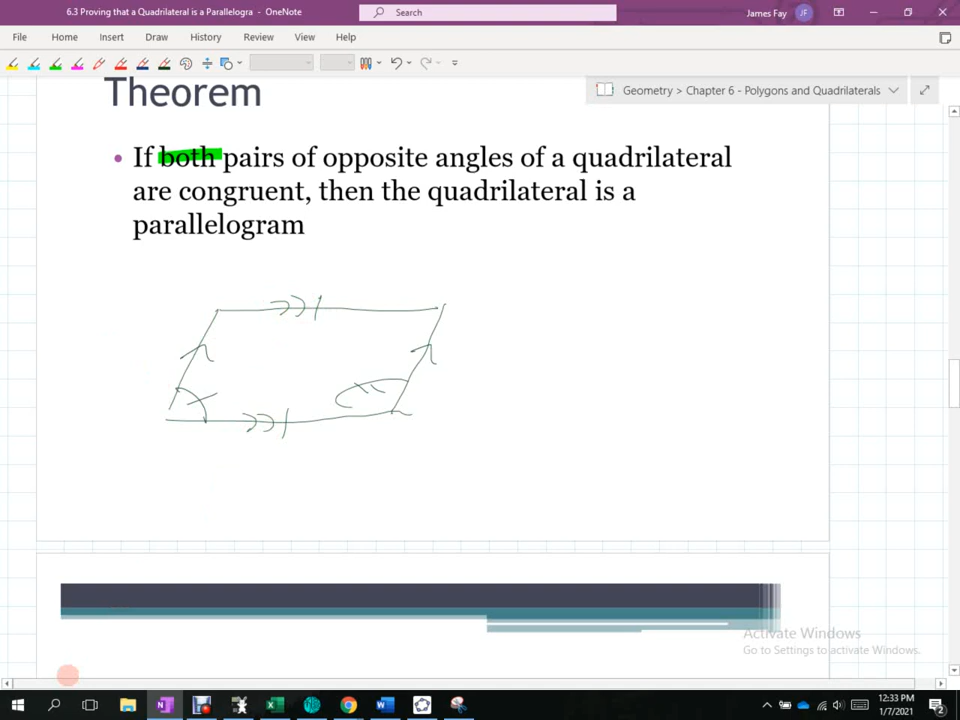 6.3 Proving that a Quadrilateral is a Parallelogra - OneNote
Search
James Fay
JF
File Home Insert Draw History Review View Help
Theorem
Geometry > Chapter 6 - Polygons and Quadrilaterals
• If both pairs of opposite angles of a quadrilateral
are congruent, then the quadrilateral is a
parallelogram
Activate Windows
Go to Settings to activate Windows.
12:33 PM
1/7/2021
2